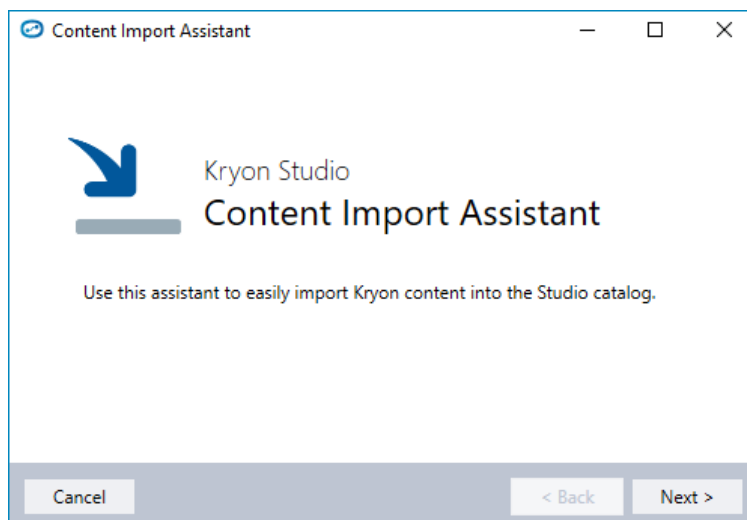 Content Import Assistant
Kryon Studio
Content Import Assistant
Use this assistant to easily import Kryon content into the Studio catalog.
Cancel < Back Next >